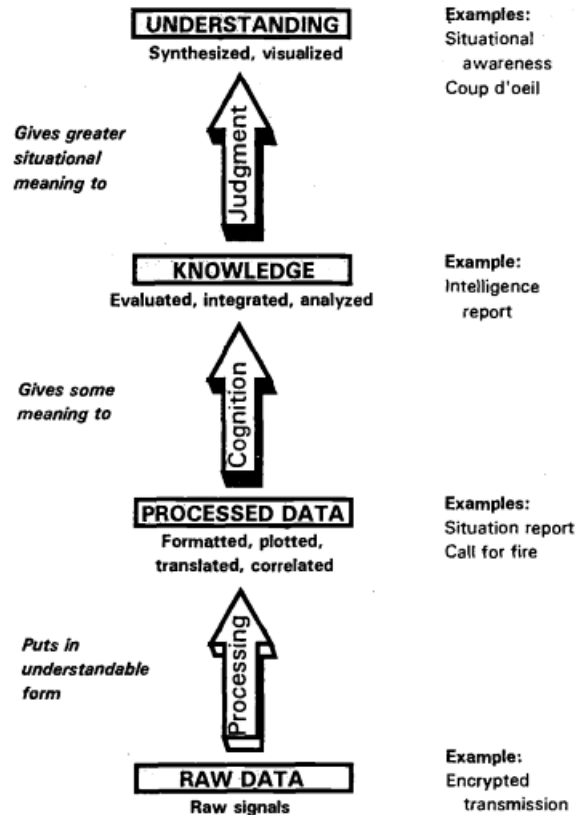 UNDERSTANDING
Synthesized, visualized
Examples:
Situational
awareness
Coup d'oeil
Gives greater
situational
meaning to
Judgment
KNOWLEDGE
Evaluated, integrated, analyzed
Example:
Intelligence
report
Gives some
meaning to
Cognition
PROCESSED DATA
Formatted, plotted,
translated, correlated
Examples:
Situation report
Call for fire
Puts in
understandable
form
Processing
RAW DATA
Raw signals
Example:
Encrypted
transmission